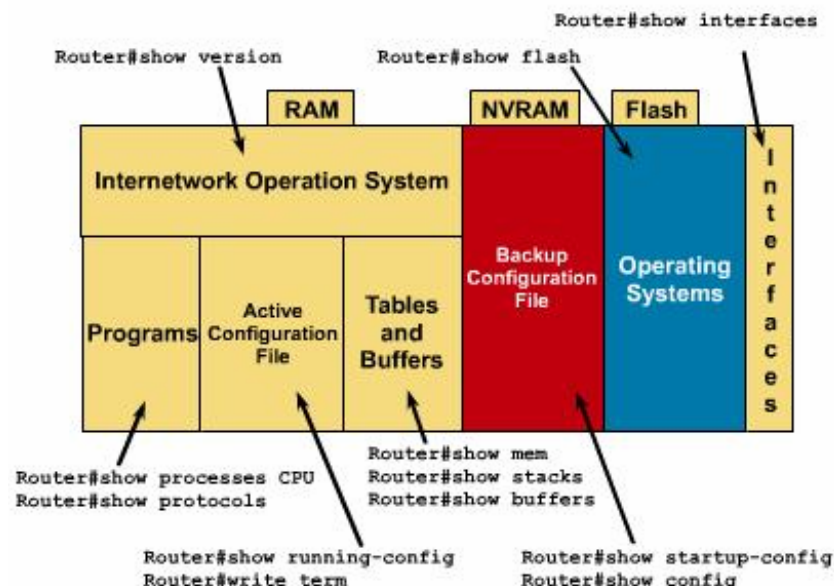 Router#show interfaces
Router#show version
Router#show flash
RAM
NVRAM
Flash
Internetwork Operation System
Programs
Active
Configuration
File
Tables
and
Buffers
Backup
Configuration
File
Operating
Systems
Interfaces
Router#show processes CPU
Router#show protocols
Router#show mem
Router#show stacks
Router#show buffers
Router#show running-config
Router#write term
Router#show startup-config
Router#show config